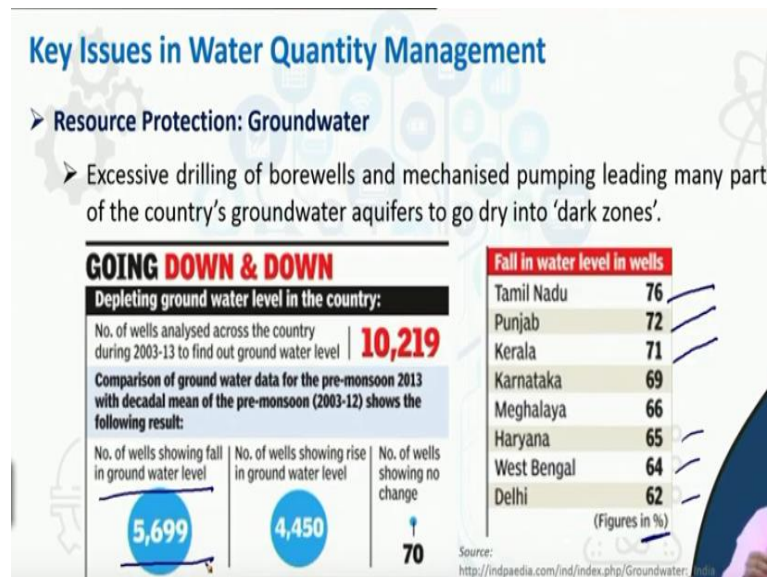 Key Issues in Water Quantity Management
➤ Resource Protection: Groundwater
➤ Excessive drilling of borewells and mechanised pumping leading many part
of the country's groundwater aquifers to go dry into 'dark zones'.
GOING DOWN & DOWN
Depleting ground water level in the country:
No. of wells analysed across the country
during 2003-13 to find out ground water level
10,219
Comparison of ground water data for the pre-monsoon 2013
with decadal mean of the pre-monsoon (2003-12) shows the
following result:
No. of wells showing fall
in ground water level
5,699
No. of wells showing rise
in ground water level
4,450
No. of wells
showing no
change
70
Fall in water level in wells
Tamil Nadu 76
Punjab 72
Kerala 71
Karnataka 69
Meghalaya 66
Haryana 65
West Bengal 64
Delhi 62
(Figures in %)
Source:
http://indpaedia.com/ind/index.php/Groundwater:_India